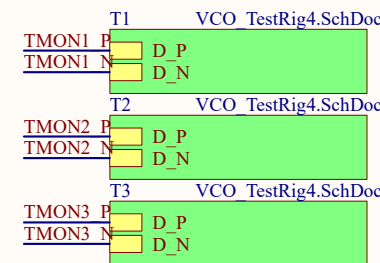 T1 VCO_TestRig4.SchDoc
TMON1_P D_P
TMON1_N D_N
T2 VCO_TestRig4.SchDoc
TMON2_P D_P
TMON2_N D_N
T3 VCO_TestRig4.SchDoc
TMON3_P D_P
TMON3_N D_N